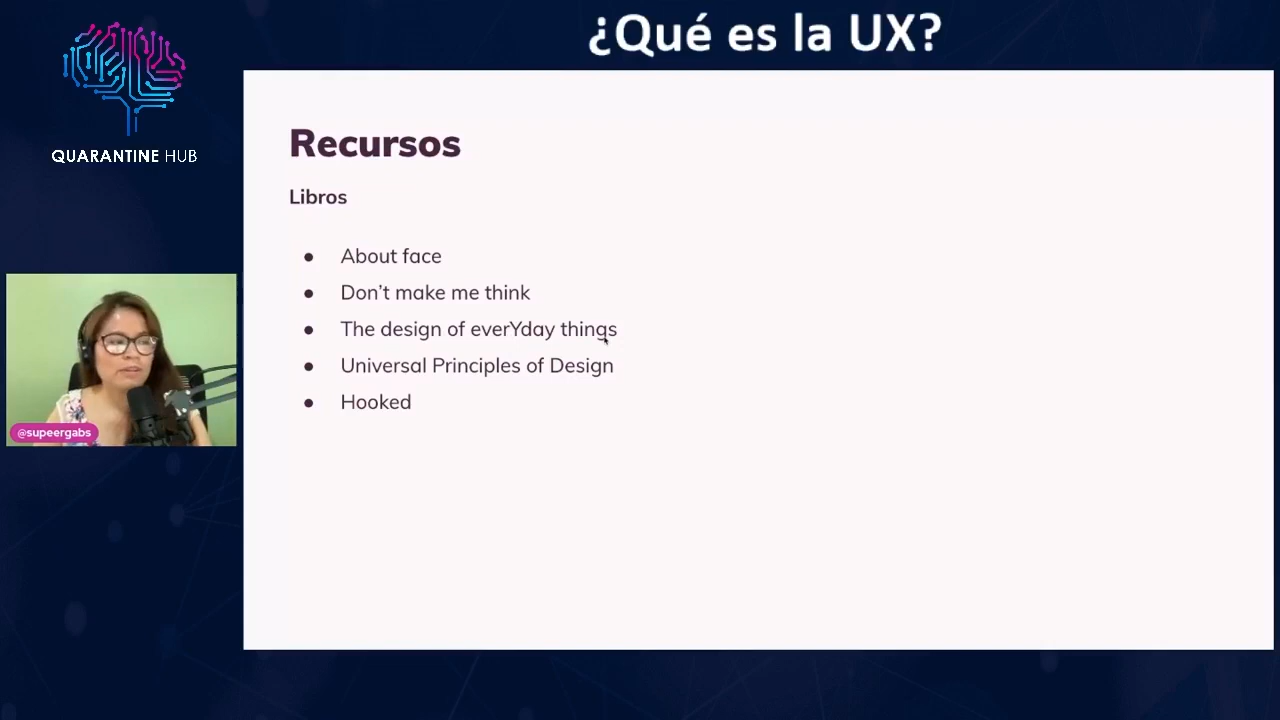 ¿Qué es la UX?
QUARANTINE HUB
Recursos
Libros
● About face
● Don't make me think
● The design of everYday things
● Universal Principles of Design
● Hooked
@supeergabs